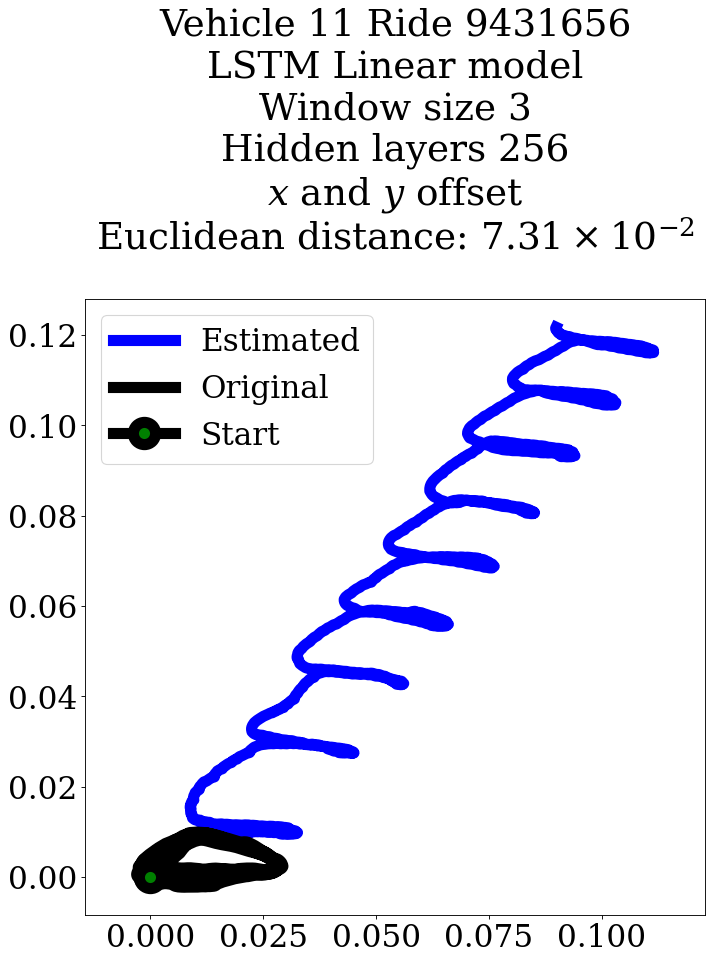 Vehicle 11 Ride 9431656
LSTM Linear model
Window size 3
Hidden layers 256
x and y offset
Euclidean distance: 7.31 × 10⁻²
Estimated
Original
Start
0.12
0.10
0.08
0.06
0.04
0.02
0.00
0.000 0.025 0.050 0.075 0.100